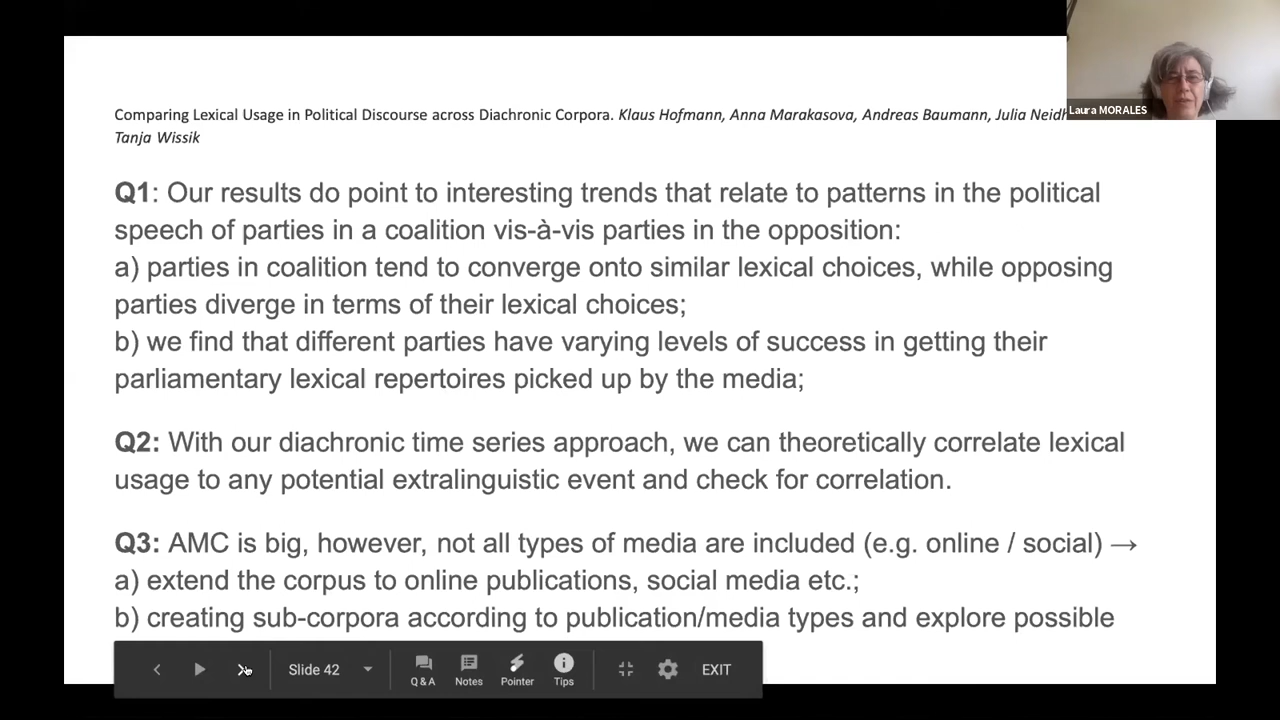 Comparing Lexical Usage in Political Discourse across Diachronic Corpora. Klaus Hofmann, Anna Marakasova, Andreas Baumann, Julia
Tanja Wissik
Laura MORALES
Q1: Our results do point to interesting trends that relate to patterns in the political
speech of parties in a coalition vis-à-vis parties in the opposition:
a) parties in coalition tend to converge onto similar lexical choices, while opposing
parties diverge in terms of their lexical choices;
b) we find that different parties have varying levels of success in getting their
parliamentary lexical repertoires picked up by the media;
Q2: With our diachronic time series approach, we can theoretically correlate lexical
usage to any potential extralinguistic event and check for correlation.
Q3: AMC is big, however, not all types of media are included (e.g. online / social) →
a) extend the corpus to online publications, social media etc.;
b) creating sub-corpora according to publication/media types and explore possible
Slide 42
Q & A
Notes
Pointer
Tips
EXIT